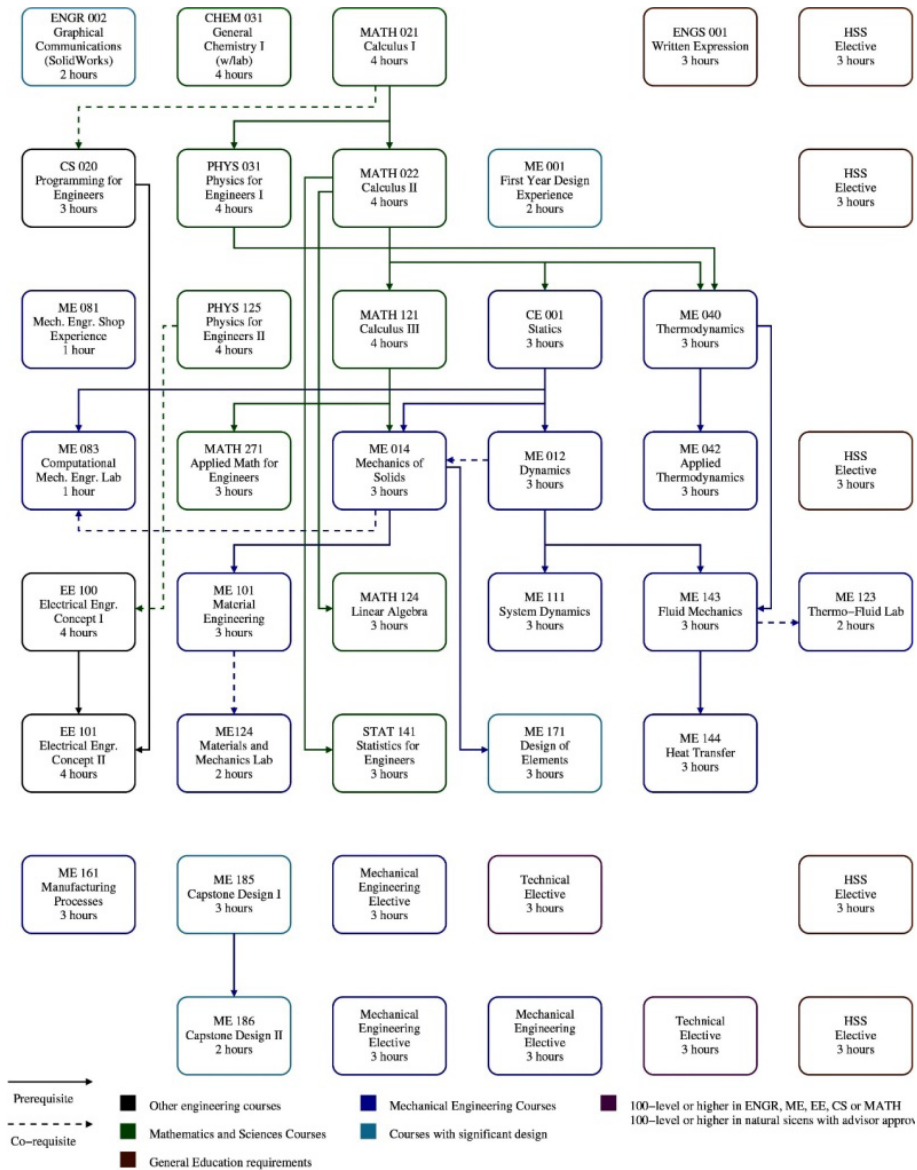 ENGR 002
Graphical
Communications
(SolidWorks)
2 hours
CHEM 031
General
Chemistry I
(w/lab)
4 hours
MATH 021
Calculus I
4 hours
ENGS 001
Written Expression
3 hours
HSS
Elective
3 hours
CS 020
Programming for
Engineers
3 hours
PHYS 031
Physics for
Engineers I
4 hours
MATH 022
Calculus II
4 hours
ME 001
First Year Design
Experience
2 hours
HSS
Elective
3 hours
ME 081
Mech. Engr. Shop
Experience
1 hour
PHYS 125
Physics for
Engineers II
4 hours
MATH 121
Calculus III
4 hours
CE 001
Statics
3 hours
ME 040
Thermodynamics
3 hours
ME 083
Computational
Mech. Engr. Lab
1 hour
MATH 271
Applied Math for
Engineers
3 hours
ME 014
Mechanics of
Solids
3 hours
ME 012
Dynamics
3 hours
ME 042
Applied
Thermodynamics
3 hours
HSS
Elective
3 hours
EE 100
Electrical Engr.
Concept I
4 hours
ME 101
Material
Engineering
3 hours
MATH 124
Linear Algebra
3 hours
ME 111
System Dynamics
3 hours
ME 143
Fluid Mechanics
3 hours
ME 123
Thermo-Fluid Lab
2 hours
EE 101
Electrical Engr.
Concept II
4 hours
ME124
Materials and
Mechanics Lab
2 hours
STAT 141
Statistics for
Engineers
3 hours
ME 171
Design of
Elements
3 hours
ME 144
Heat Transfer
3 hours
ME 161
Manufacturing
Processes
3 hours
ME 185
Capstone Design I
3 hours
Mechanical
Engineering
Elective
3 hours
Technical
Elective
3 hours
HSS
Elective
3 hours
ME 186
Capstone Design II
2 hours
Mechanical
Engineering
Elective
3 hours
Mechanical
Engineering
Elective
3 hours
Technical
Elective
3 hours
HSS
Elective
3 hours
Prerequisite
Co-requisite
Other engineering courses
Mathematics and Sciences Courses
General Education requirements
Mechanical Engineering Courses
Courses with significant design
100-level or higher in ENGR, ME, EE, CS or MATH
100-level or higher in natural sicens with advisor approv